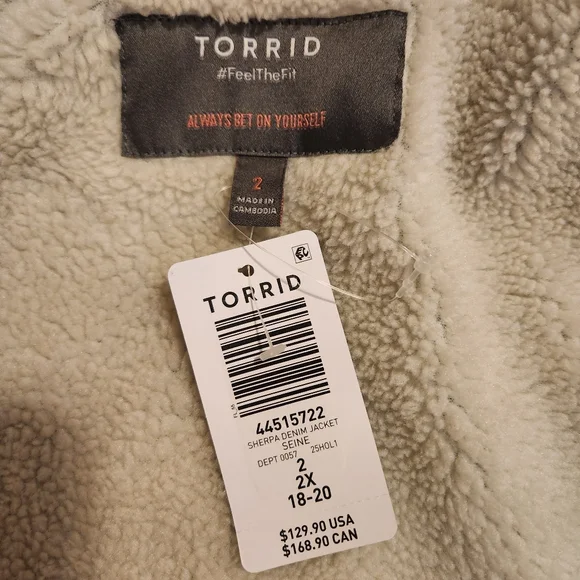 TORRID
#FeelTheFit
ALWAYS BET ON YOURSELF
2
MADE IN
CAMBODIA
TORRID
44515722
SHERPA DENIM JACKET
SEINE
DEPT 0057 25HOL1
2
2X
18-20
$129.90 USA
$168.90 CAN